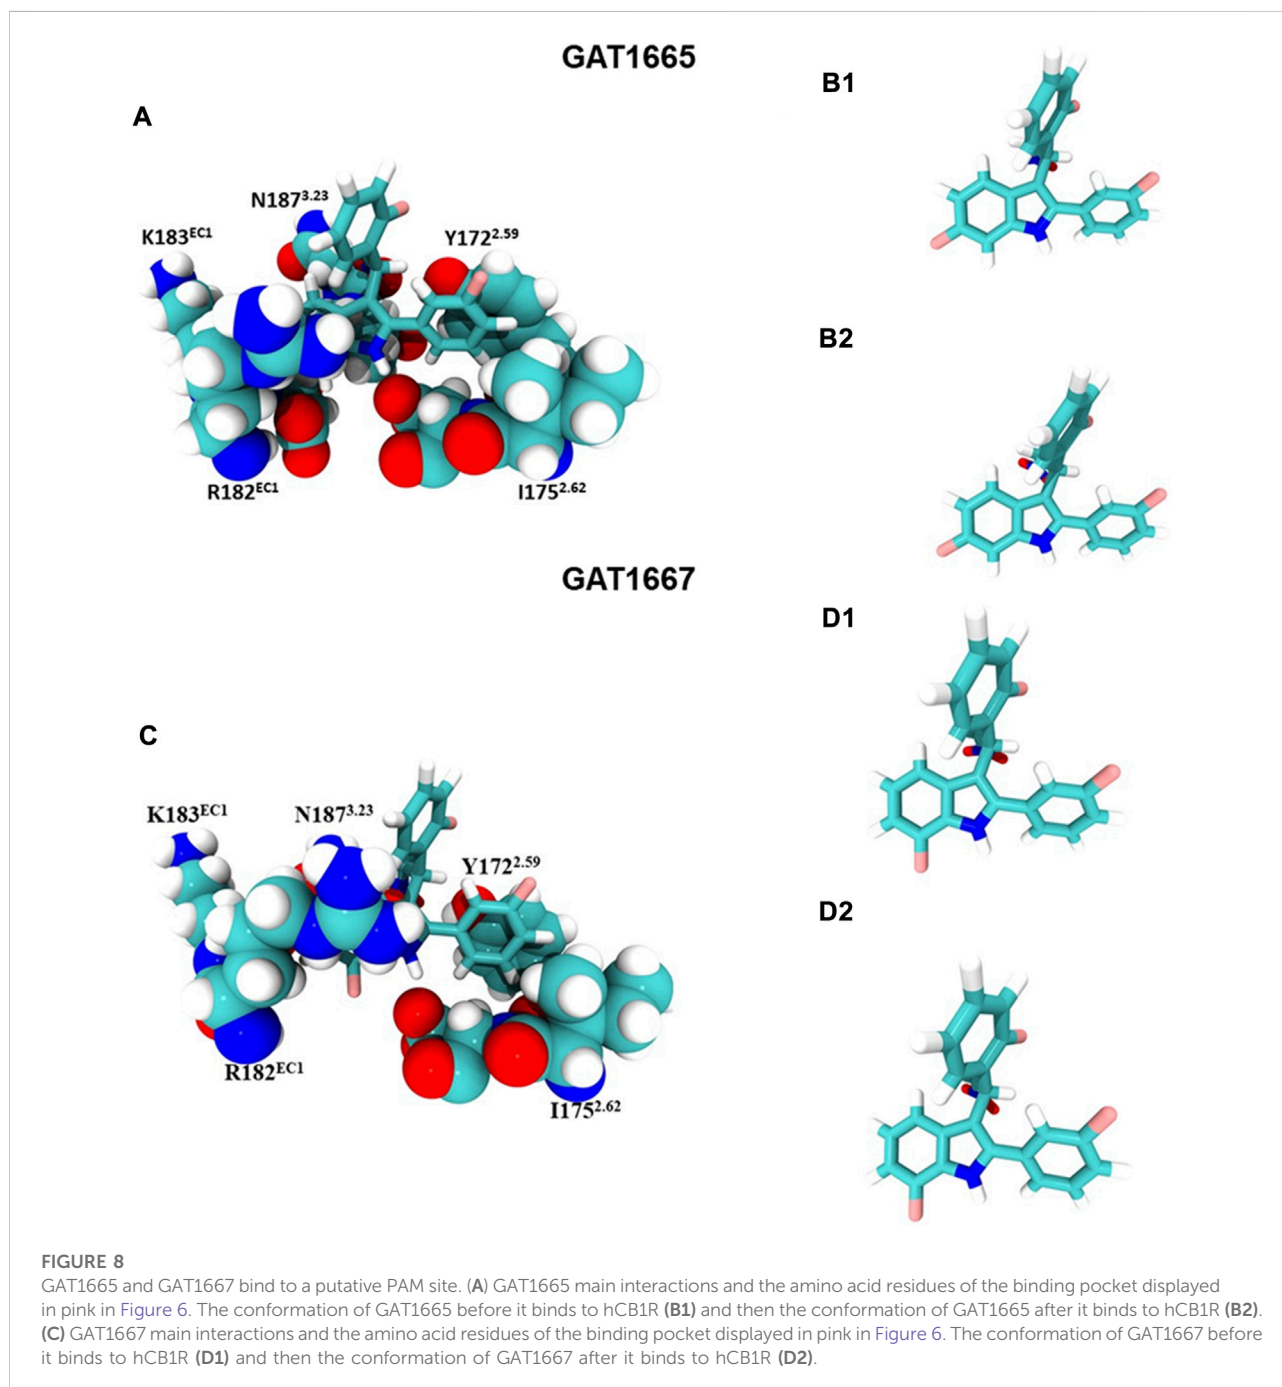 GAT1665
A
B1
N187^3.23
K183^EC1
Y172^2.59
B2
R182^EC1
I175^2.62
GAT1667
D1
C
K183^EC1
N187^3.23
Y172^2.59
D2
R182^EC1
I175^2.62
FIGURE 8
GAT1665 and GAT1667 bind to a putative PAM site. (A) GAT1665 main interactions and the amino acid residues of the binding pocket displayed
in pink in Figure 6. The conformation of GAT1665 before it binds to hCB1R (B1) and then the conformation of GAT1665 after it binds to hCB1R (B2).
(C) GAT1667 main interactions and the amino acid residues of the binding pocket displayed in pink in Figure 6. The conformation of GAT1667 before
it binds to hCB1R (D1) and then the conformation of GAT1667 after it binds to hCB1R (D2).